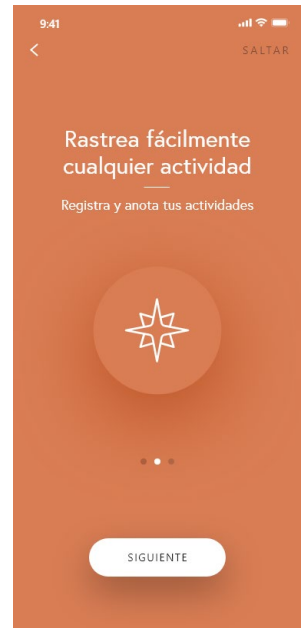 9:41
SALTAR
Rastrea fácilmente
cualquier actividad
Registra y anota tus actividades
SIGUIENTE